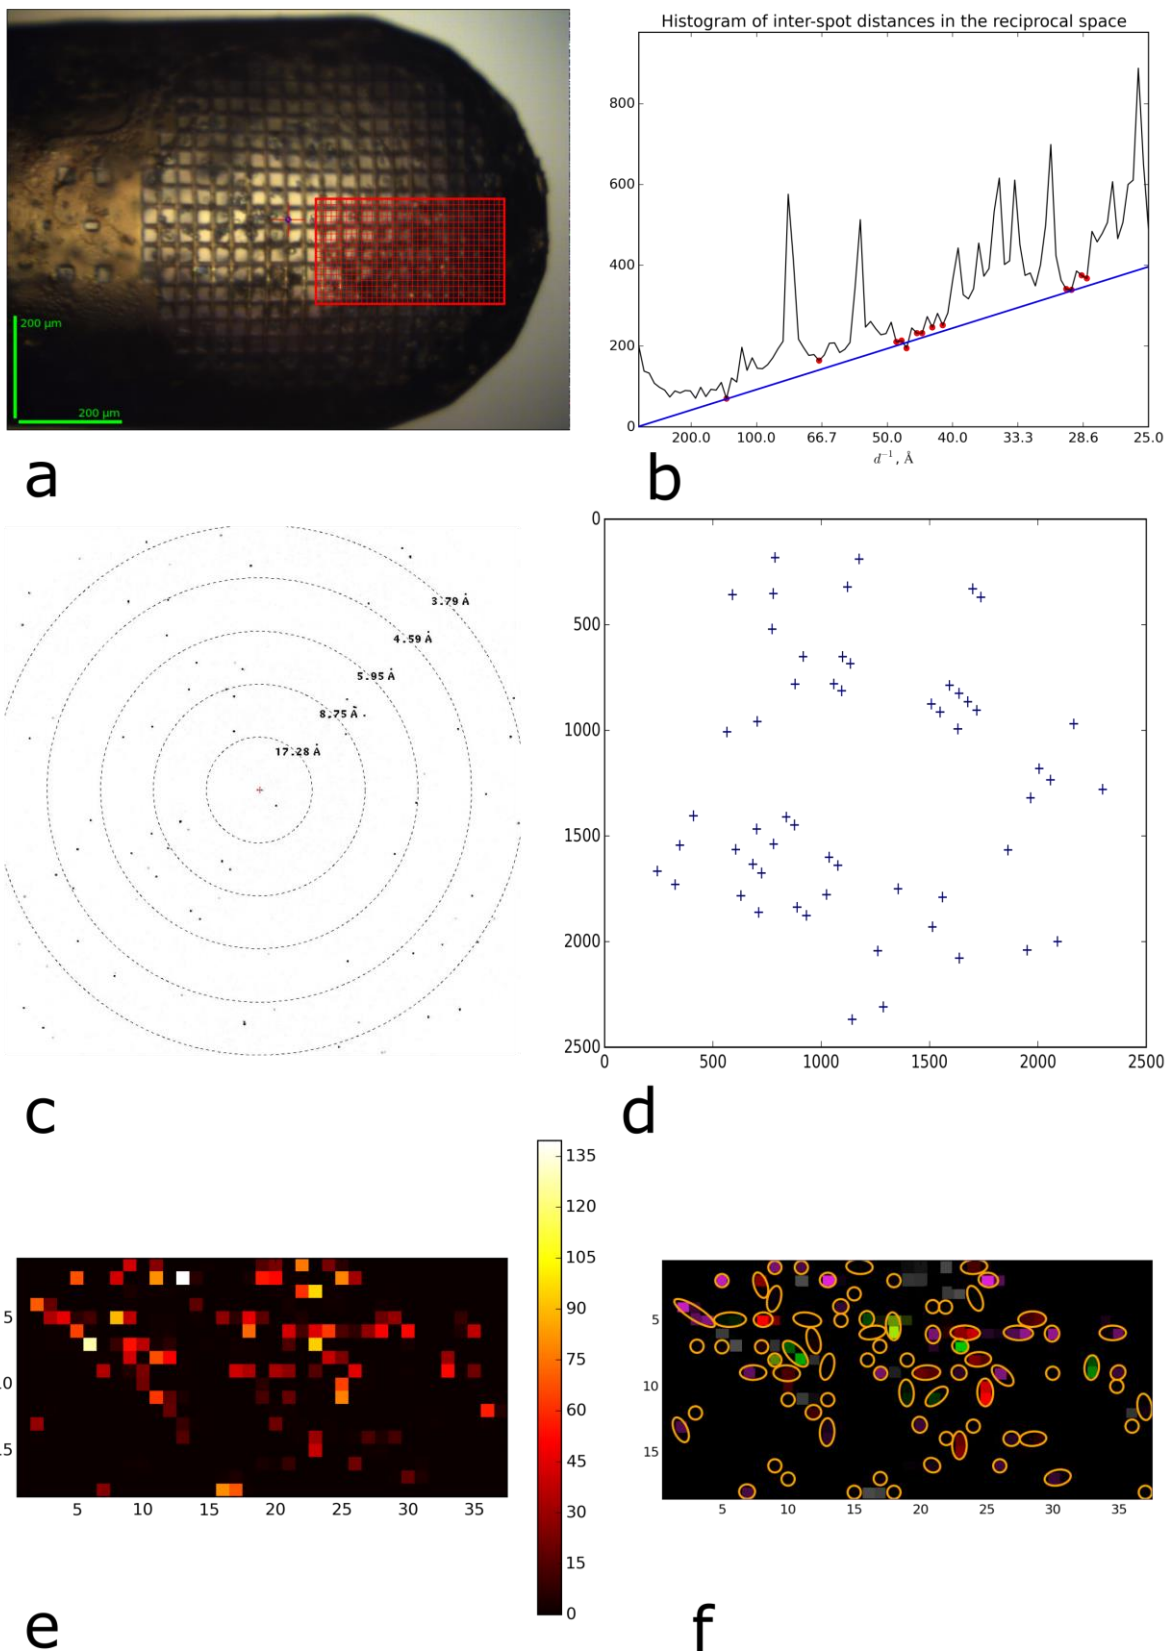 Histogram of inter-spot distances in the reciprocal space
800
600
400
200
0
200.0 100.0 66.7 50.0 40.0 33.3 28.6 25.0
d⁻¹, Å
200 µm
200 µm
a
b
3.79 Å
4.59 Å
5.95 Å
8.75 Å
17.28 Å
0
500
1000
1500
2000
2500
0 500 1000 1500 2000 2500
c
d
135
120
105
90
75
60
45
30
15
0
5
0
15
5 10 15 20 25 30 35
5
10
15
5 10 15 20 25 30 35
e
f